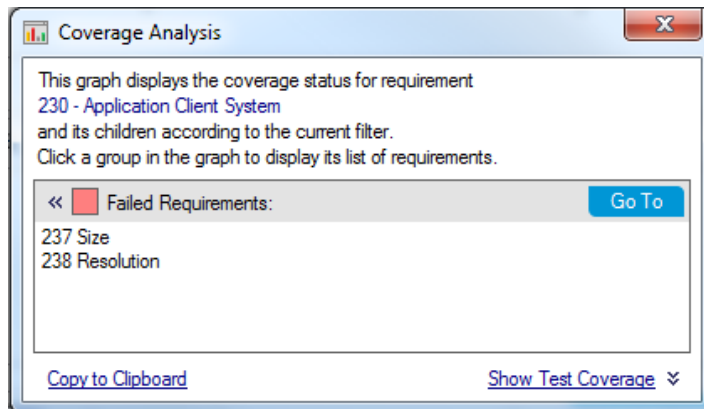 Coverage Analysis
This graph displays the coverage status for requirement
230 - Application Client System
and its children according to the current filter.
Click a group in the graph to display its list of requirements.
« Failed Requirements: Go To
237 Size
238 Resolution
Copy to Clipboard Show Test Coverage